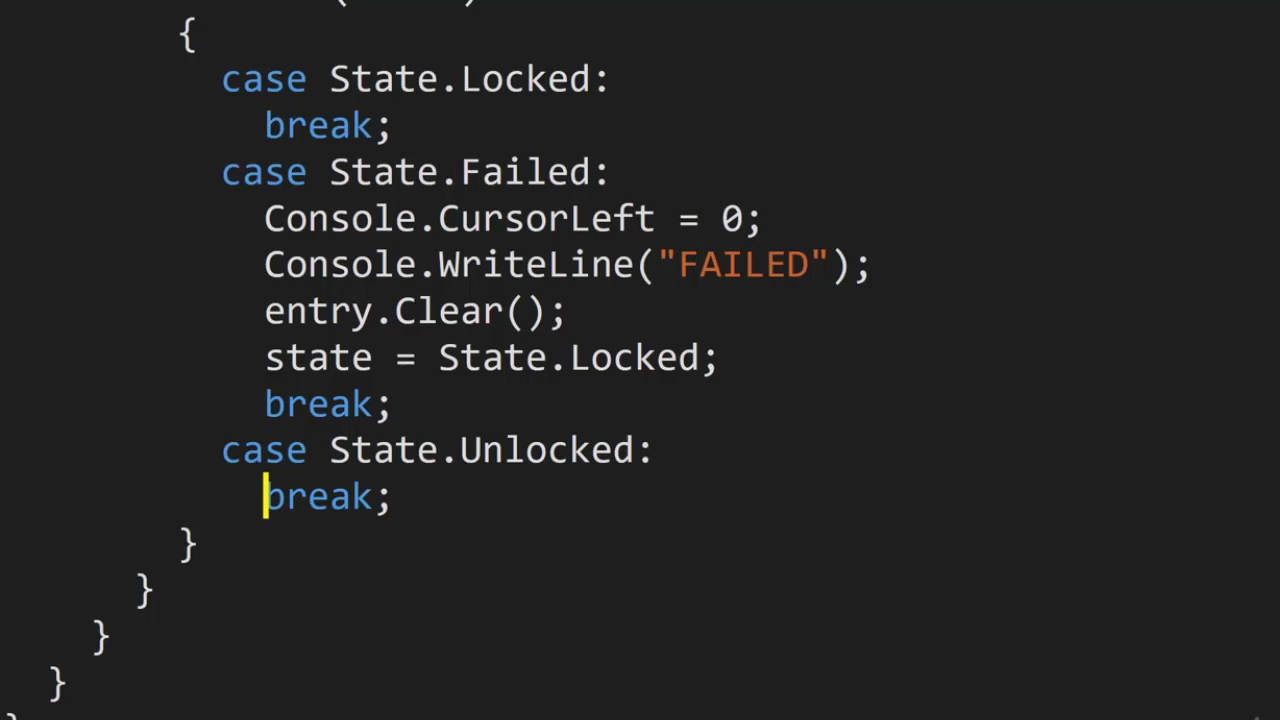 {
case State.Locked:
break;
case State.Failed:
Console.CursorLeft = 0;
Console.WriteLine("FAILED");
entry.Clear();
state = State.Locked;
break;
case State.Unlocked:
break;
}
}
}
}